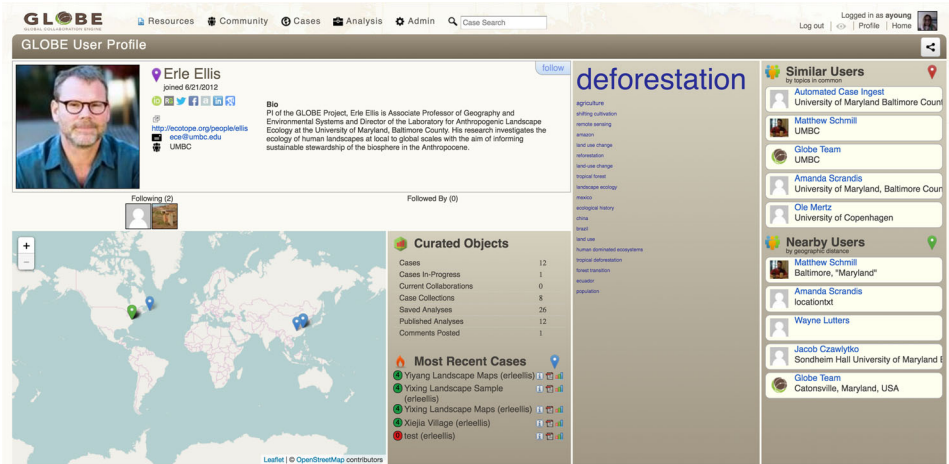 GLOBE
GLOBAL COLLABORATION ENGINE
Resources
Community
Cases
Analysis
Admin
Case Search
Logged in as ayoung
Log out | Profile | Home
GLOBE User Profile
Erle Ellis
joined 6/21/2012
follow
http://ecotope.org/people/ellis
ece@umbc.edu
UMBC
Bio
PI of the GLOBE Project, Erle Ellis is Associate Professor of Geography and
Environmental Systems and Director of the Laboratory for Anthropogenic Landscape
Ecology at the University of Maryland, Baltimore County. His research investigates the
ecology of human landscapes at local to global scales with the aim of informing
sustainable stewardship of the biosphere in the Anthropocene.
Following (2)
Followed By (0)
+
−
Leaflet | © OpenStreetMap contributors
Curated Objects
Cases 12
Cases In-Progress 1
Current Collaborations 0
Case Collections 8
Saved Analyses 26
Published Analyses 12
Comments Posted 1
Most Recent Cases
4 Yiyang Landscape Maps (erleellis)
4 Yixing Landscape Sample
(erleellis)
4 Yixing Landscape Maps (erleellis)
4 Xiejia Village (erleellis)
0 test (erleellis)
deforestation
agriculture
shifting cultivation
remote sensing
amazon
land use change
reforestation
land-use change
tropical forest
landscape ecology
mexico
ecological history
china
brazil
land use
human dominated ecosystems
tropical deforestation
forest transition
ecuador
population
Similar Users
by topics in common
Automated Case Ingest
University of Maryland Baltimore Count
Matthew Schmill
UMBC
Globe Team
UMBC
Amanda Scrandis
University of Maryland, Baltimore Coun
Ole Mertz
University of Copenhagen
Nearby Users
by geographic distance
Matthew Schmill
Baltimore, "Maryland"
Amanda Scrandis
locationtxt
Wayne Lutters
Jacob Czawlytko
Sondheim Hall University of Maryland B
Globe Team
Catonsville, Maryland, USA